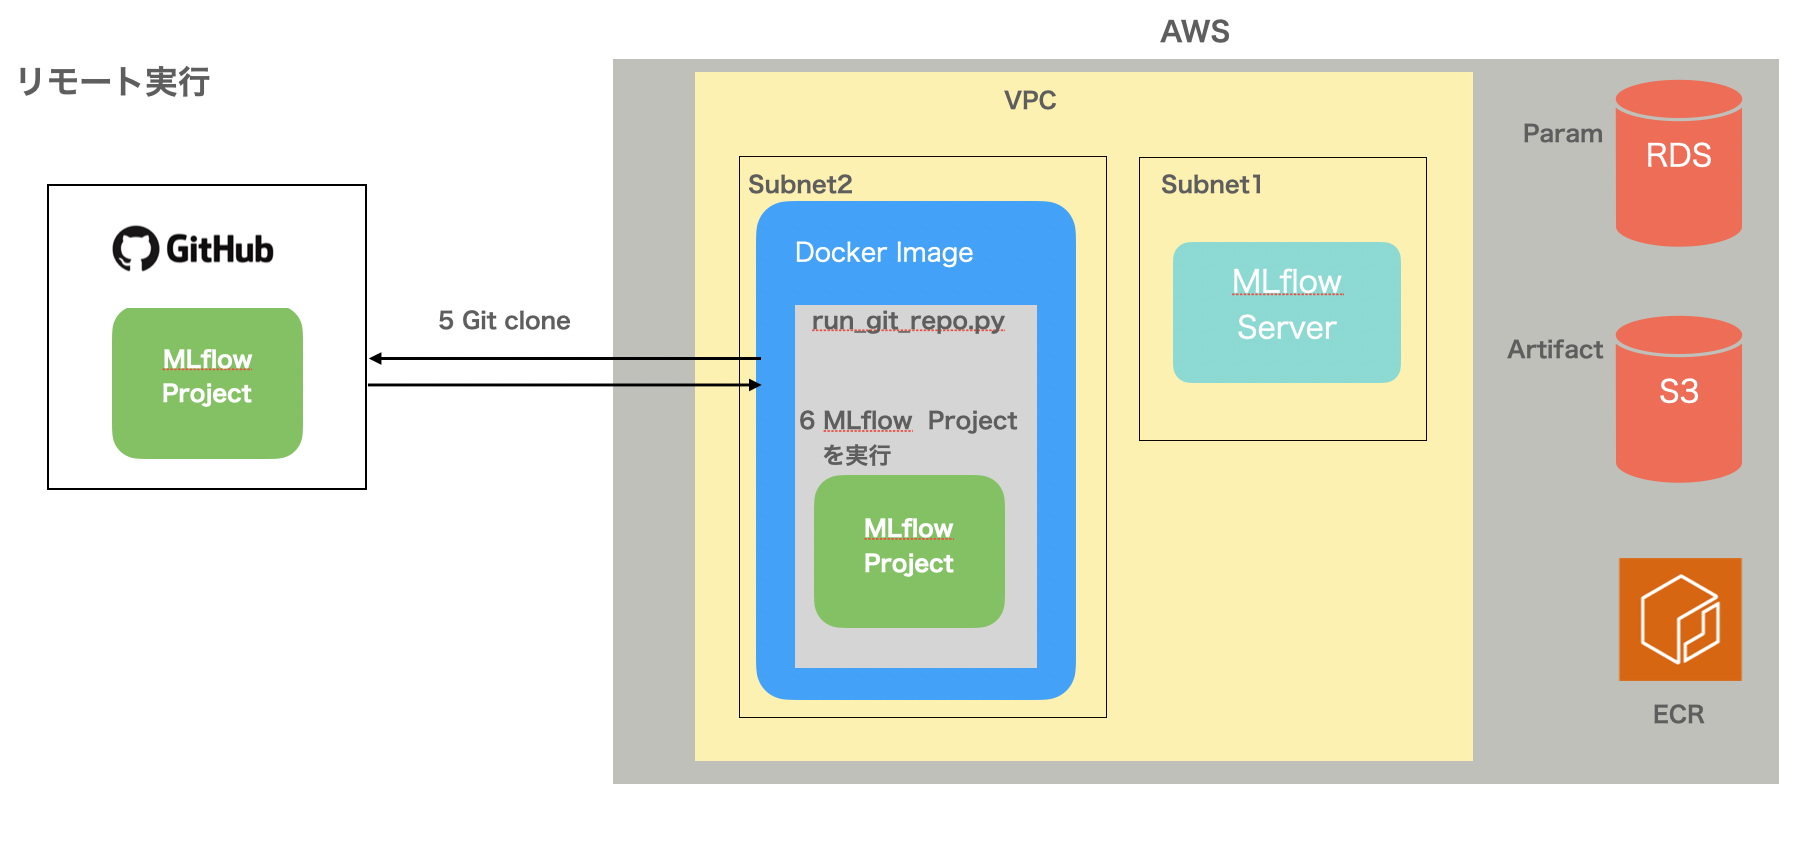 AWS
リモート実行
VPC
Param
RDS
Subnet2
Subnet1
GitHub
Docker Image
MLflow
Server
5 Git clone
run_git_repo.py
Artifact
S3
MLflow
Project
6 MLflow Project
を実行
MLflow
Project
ECR